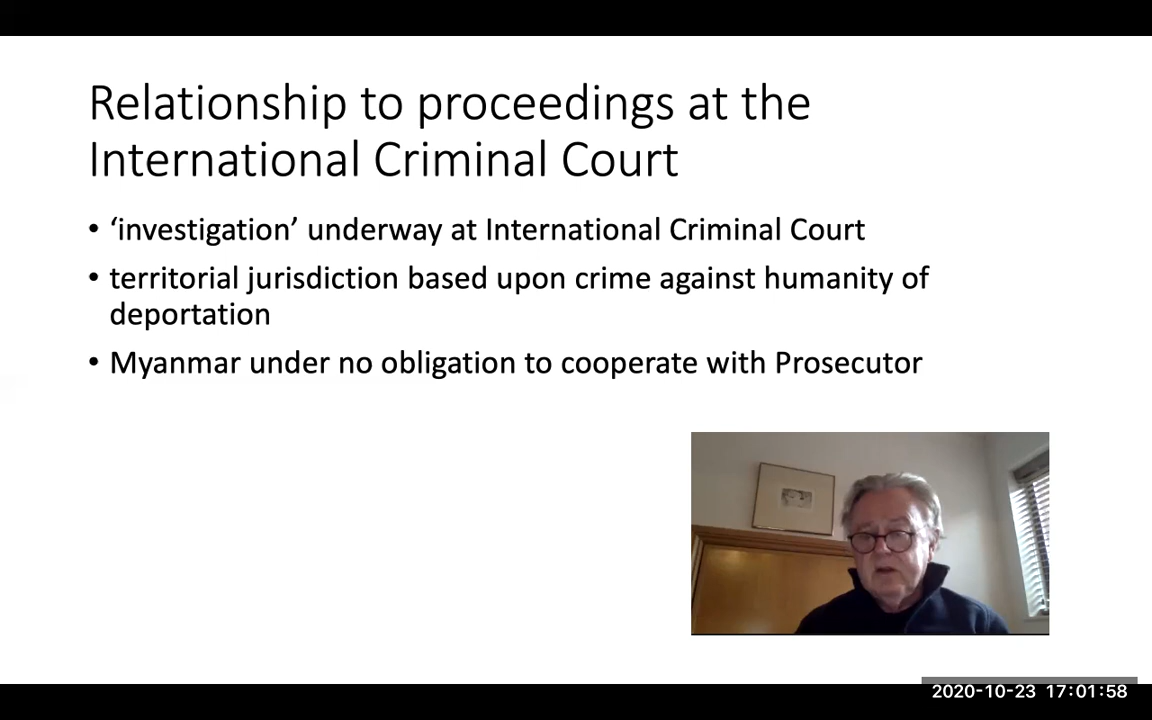 Relationship to proceedings at the
International Criminal Court
• ‘investigation’ underway at International Criminal Court
• territorial jurisdiction based upon crime against humanity of
deportation
• Myanmar under no obligation to cooperate with Prosecutor
2020-10-23 17:01:58